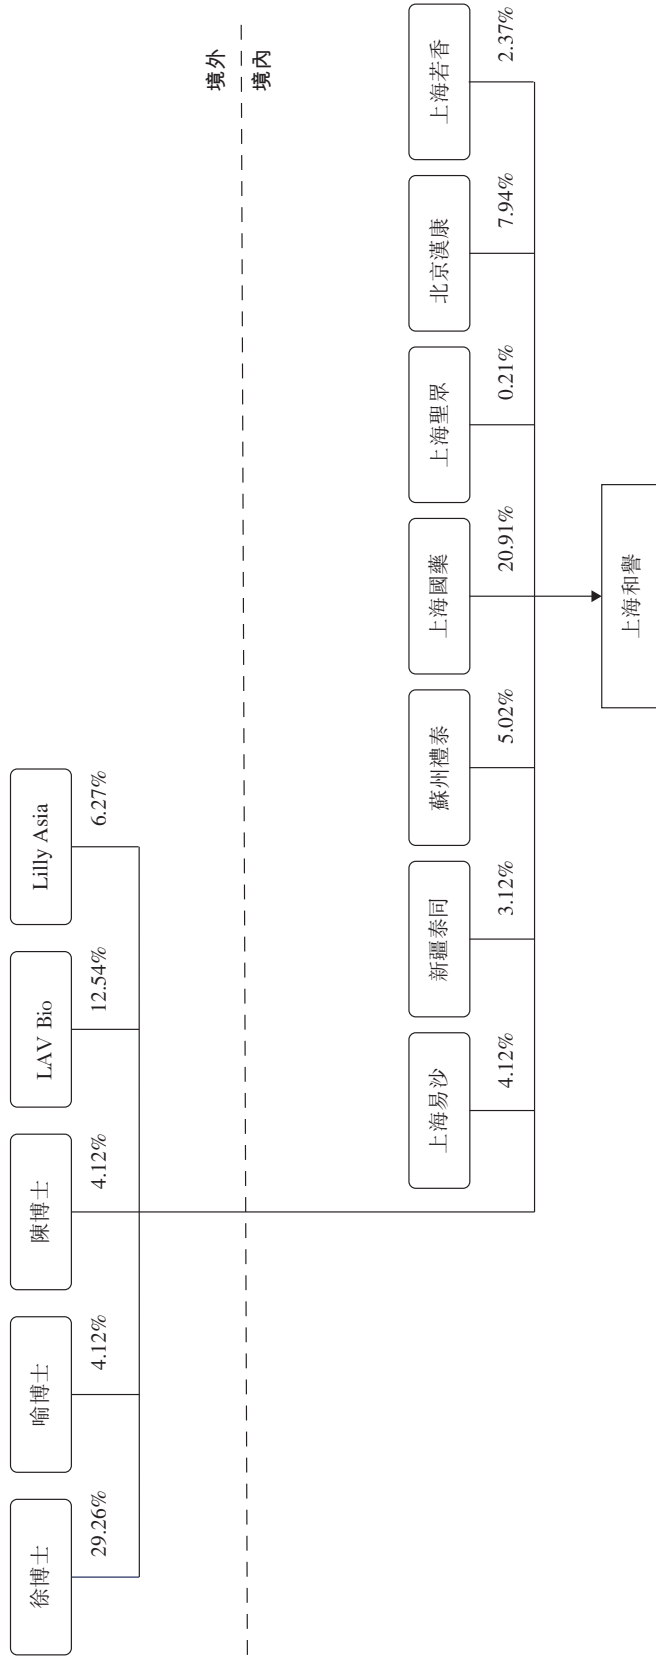 徐博士
喻博士
陳博士
LAV Bio
Lilly Asia
29.26%
4.12%
4.12%
12.54%
6.27%
境外
境內
上海易沙
新疆泰同
蘇州禮泰
上海國藥
上海聖眾
北京漢康
上海若香
4.12%
3.12%
5.02%
20.91%
0.21%
7.94%
2.37%
上海和譽